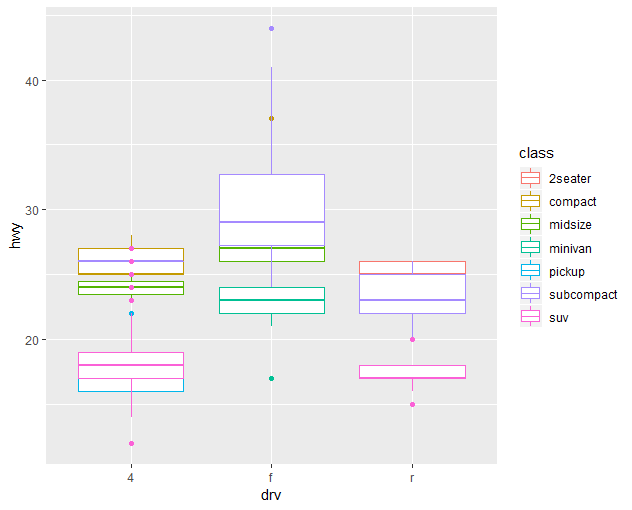 hwy
40
30
20
4
f
r
drv
class
2seater
compact
midsize
minivan
pickup
subcompact
suv